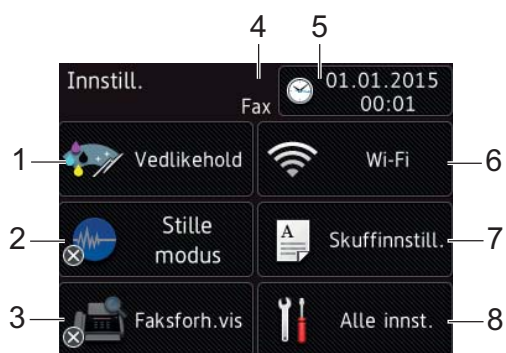 4 5
Innstill.
Fax
01.01.2015
00:01
1 Vedlikehold
Wi-Fi 6
2 Stille
modus
A
Skuffinnstill. 7
3 Faksforh.vis
Alle innst. 8